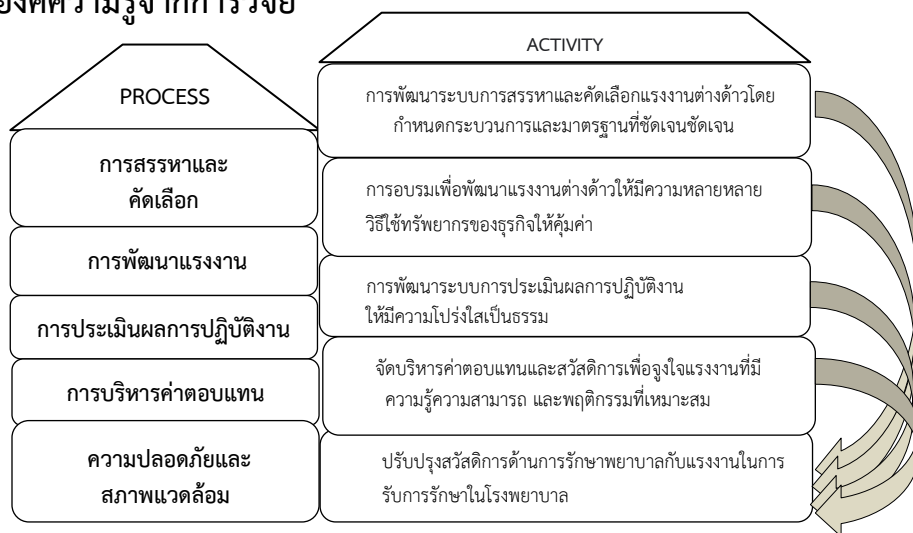 องค์ความรู้จากการวิจัย
PROCESS
การสรรหาและ
คัดเลือก
การพัฒนาแรงงาน
การประเมินผลการปฏิบัติงาน
การบริหารค่าตอบแทน
ความปลอดภัยและ
สภาพแวดล้อม
ACTIVITY
การพัฒนาระบบการสรรหาและคัดเลือกแรงงานต่างด้าวโดย
กำหนดกระบวนการและมาตรฐานที่ชัดเจนชัดเจน
การอบรมเพื่อพัฒนาแรงงานต่างด้าวให้มีความหลายหลาย
วิธีใช้ทรัพยากรของธุรกิจให้คุ้มค่า
การพัฒนาระบบการประเมินผลการปฏิบัติงาน
ให้มีความโปร่งใสเป็นธรรม
จัดบริหารค่าตอบแทนและสวัสดิการเพื่อจูงใจแรงงานที่มี
ความรู้ความสามารถ และพฤติกรรมที่เหมาะสม
ปรับปรุงสวัสดิการด้านการรักษาพยาบาลกับแรงงานในการ
รับการรักษาในโรงพยาบาล